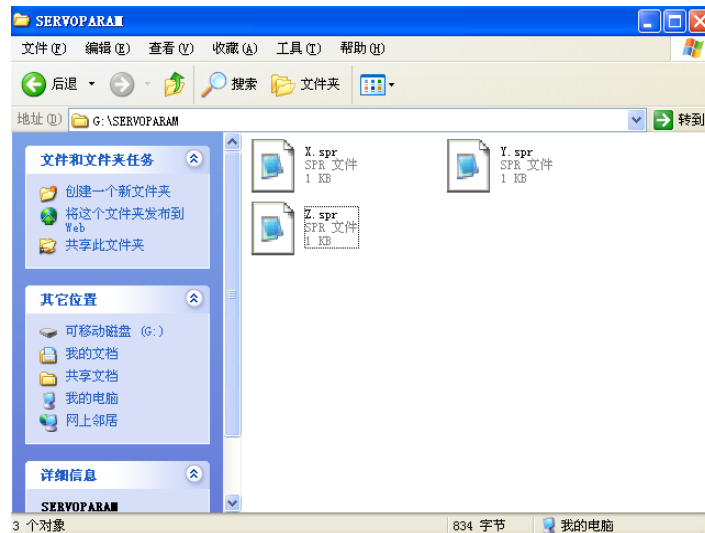 SERVOPARAM
文件(F) 编辑(E) 查看(V) 收藏(A) 工具(T) 帮助(H)
后退 搜索 文件夹
地址(D) G:\SERVOPARAM 转到
文件和文件夹任务
创建一个新文件夹
将这个文件夹发布到
Web
共享此文件夹
其它位置
可移动磁盘 (G:)
我的文档
共享文档
我的电脑
网上邻居
详细信息
SERVOPARAM
X.spr
SPR 文件
1 KB
Y.spr
SPR 文件
1 KB
Z.spr
SPR 文件
1 KB
3 个对象 834 字节 我的电脑